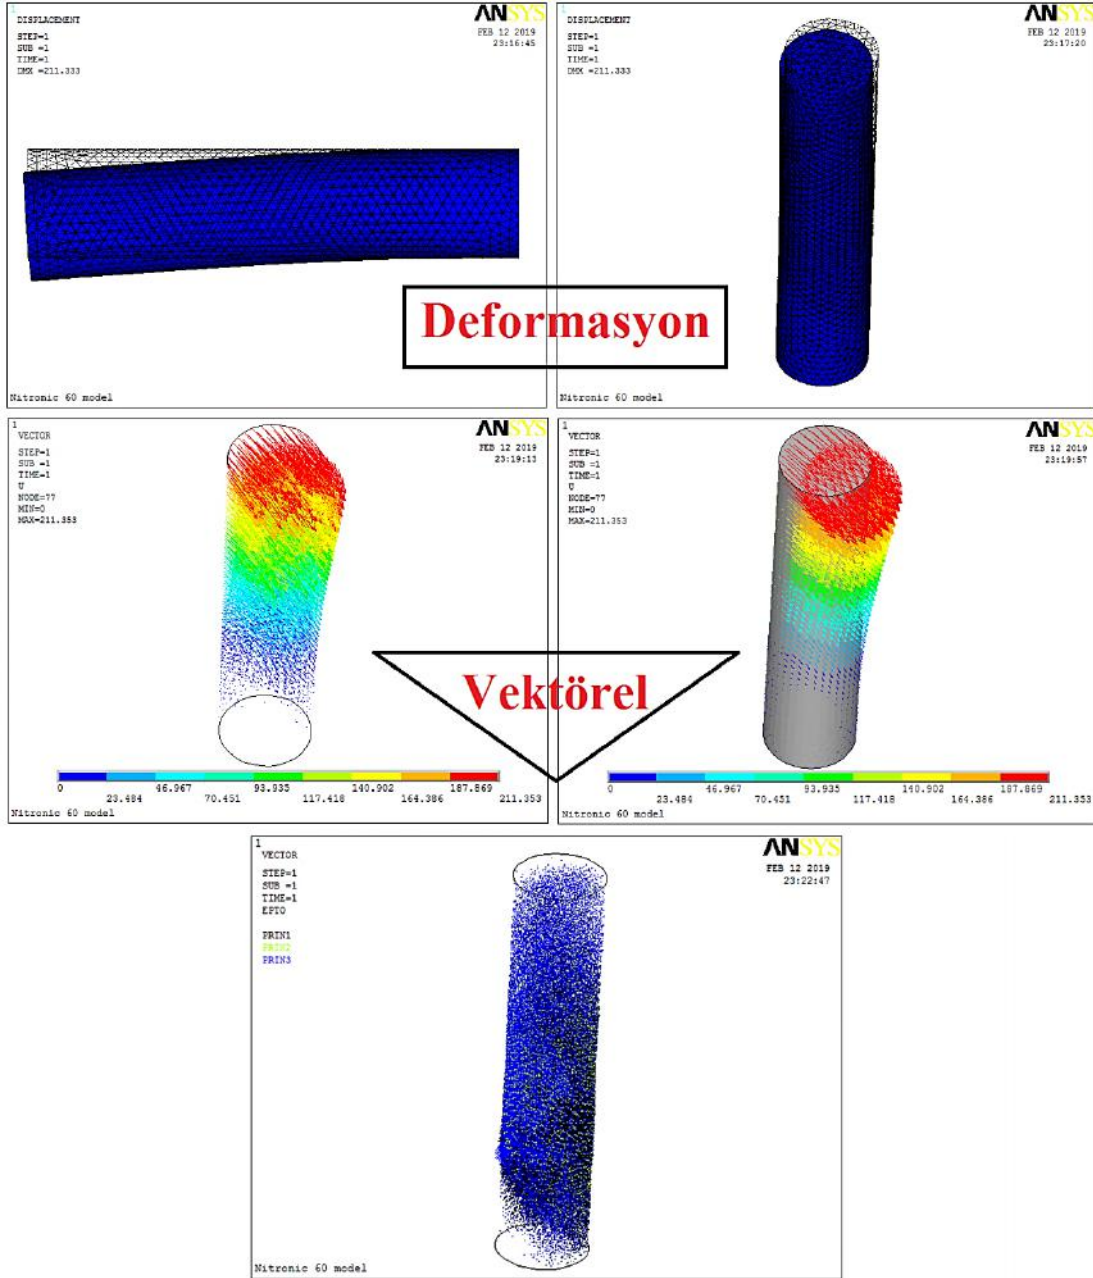 1
DISPLACEMENT
STEP=1
SUB =1
TIME=1
DMX =211.333
ANSYS
FEB 12 2019
23:16:45
Nitronic 60 model
1
DISPLACEMENT
STEP=1
SUB =1
TIME=1
DMX =211.333
ANSYS
FEB 12 2019
23:17:20
Nitronic 60 model
Deformasyon
1
VECTOR
STEP=1
SUB =1
TIME=1
U
NODE=77
MIN=0
MAX=211.353
ANSYS
FEB 12 2019
23:19:13
0 46.967 93.935 140.902 187.869
23.484 70.451 117.418 164.386 211.353
Nitronic 60 model
1
VECTOR
STEP=1
SUB =1
TIME=1
U
NODE=77
MIN=0
MAX=211.353
ANSYS
FEB 12 2019
23:19:57
0 46.967 93.935 140.902 187.869
23.484 70.451 117.418 164.386 211.353
Nitronic 60 model
Vektörel
1
VECTOR
STEP=1
SUB =1
TIME=1
EPTO
PRIN1
PRIN2
PRIN3
ANSYS
FEB 12 2019
23:22:47
Nitronic 60 model